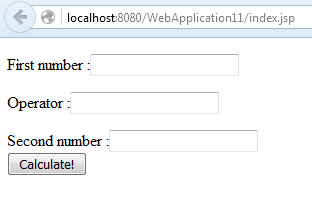 localhost:8080/WebApplication11/index.jsp
First number :
Operator :
Second number :
Calculate!